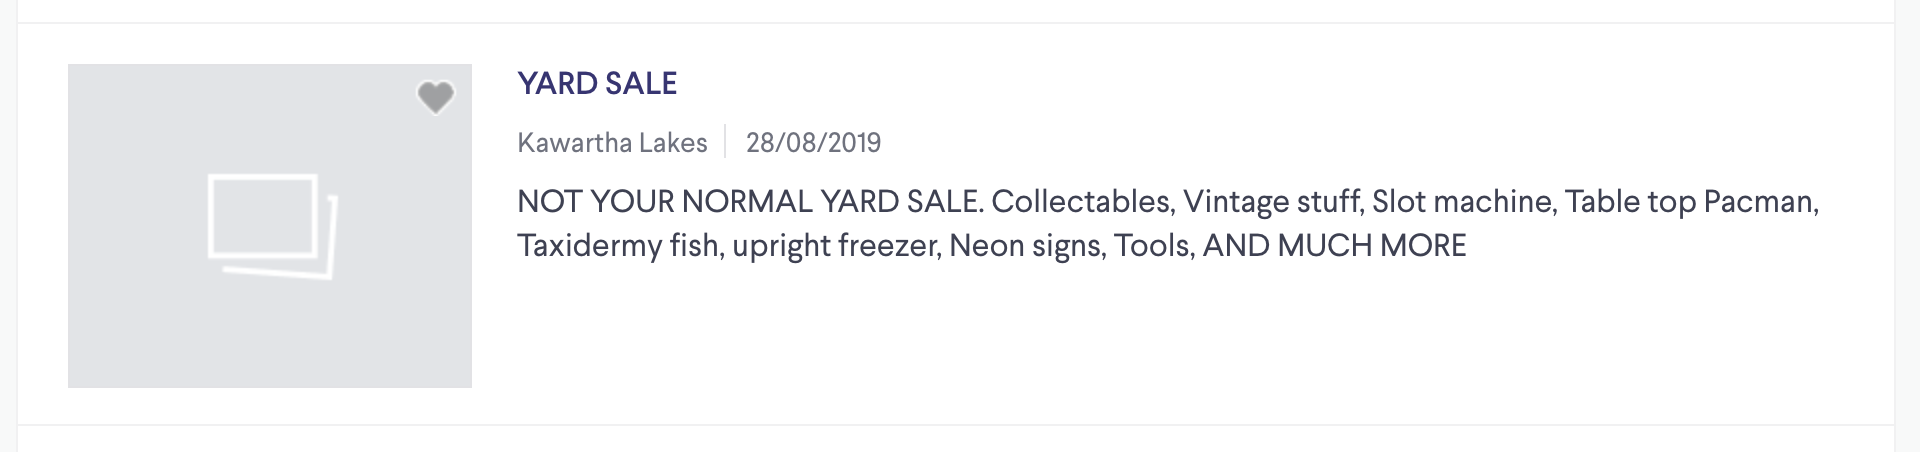 YARD SALE
Kawartha Lakes 28/08/2019
NOT YOUR NORMAL YARD SALE. Collectables, Vintage stuff, Slot machine, Table top Pacman,
Taxidermy fish, upright freezer, Neon signs, Tools, AND MUCH MORE